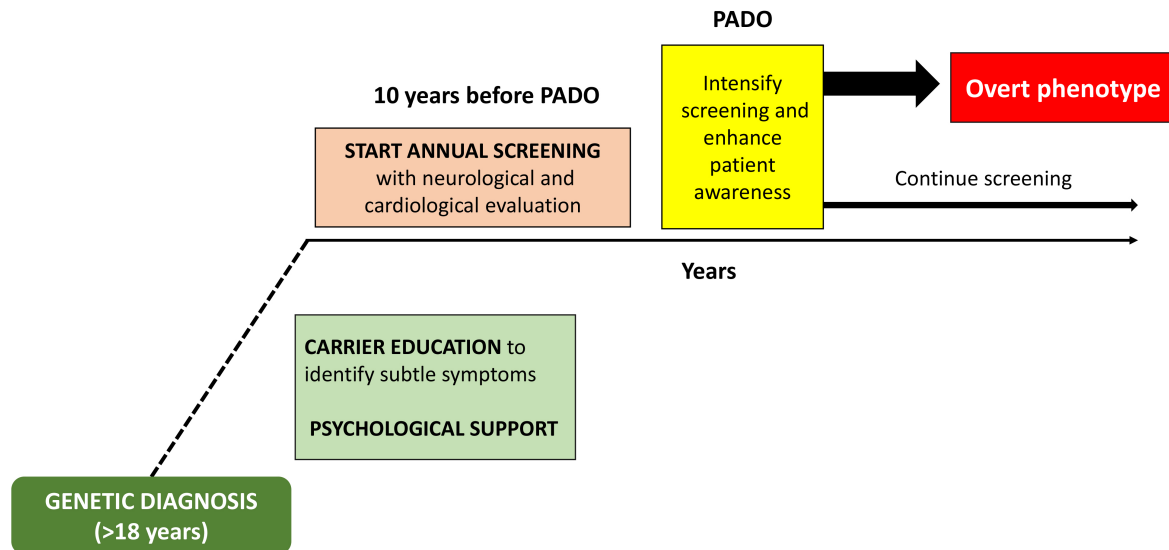 PADO
10 years before PADO
START ANNUAL SCREENING
with neurological and
cardiological evaluation
Intensify
screening and
enhance
patient
awareness
Overt phenotype
Continue screening
Years
CARRIER EDUCATION to
identify subtle symptoms
PSYCHOLOGICAL SUPPORT
GENETIC DIAGNOSIS
(>18 years)